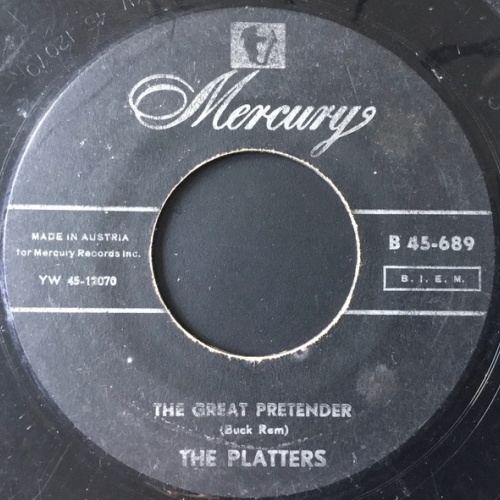 Mercury
MADE IN AUSTRIA
for Mercury Records Inc.
YW 45-12070
B 45-689
B. I. E. M.
THE GREAT PRETENDER
(Buck Rem)
THE PLATTERS